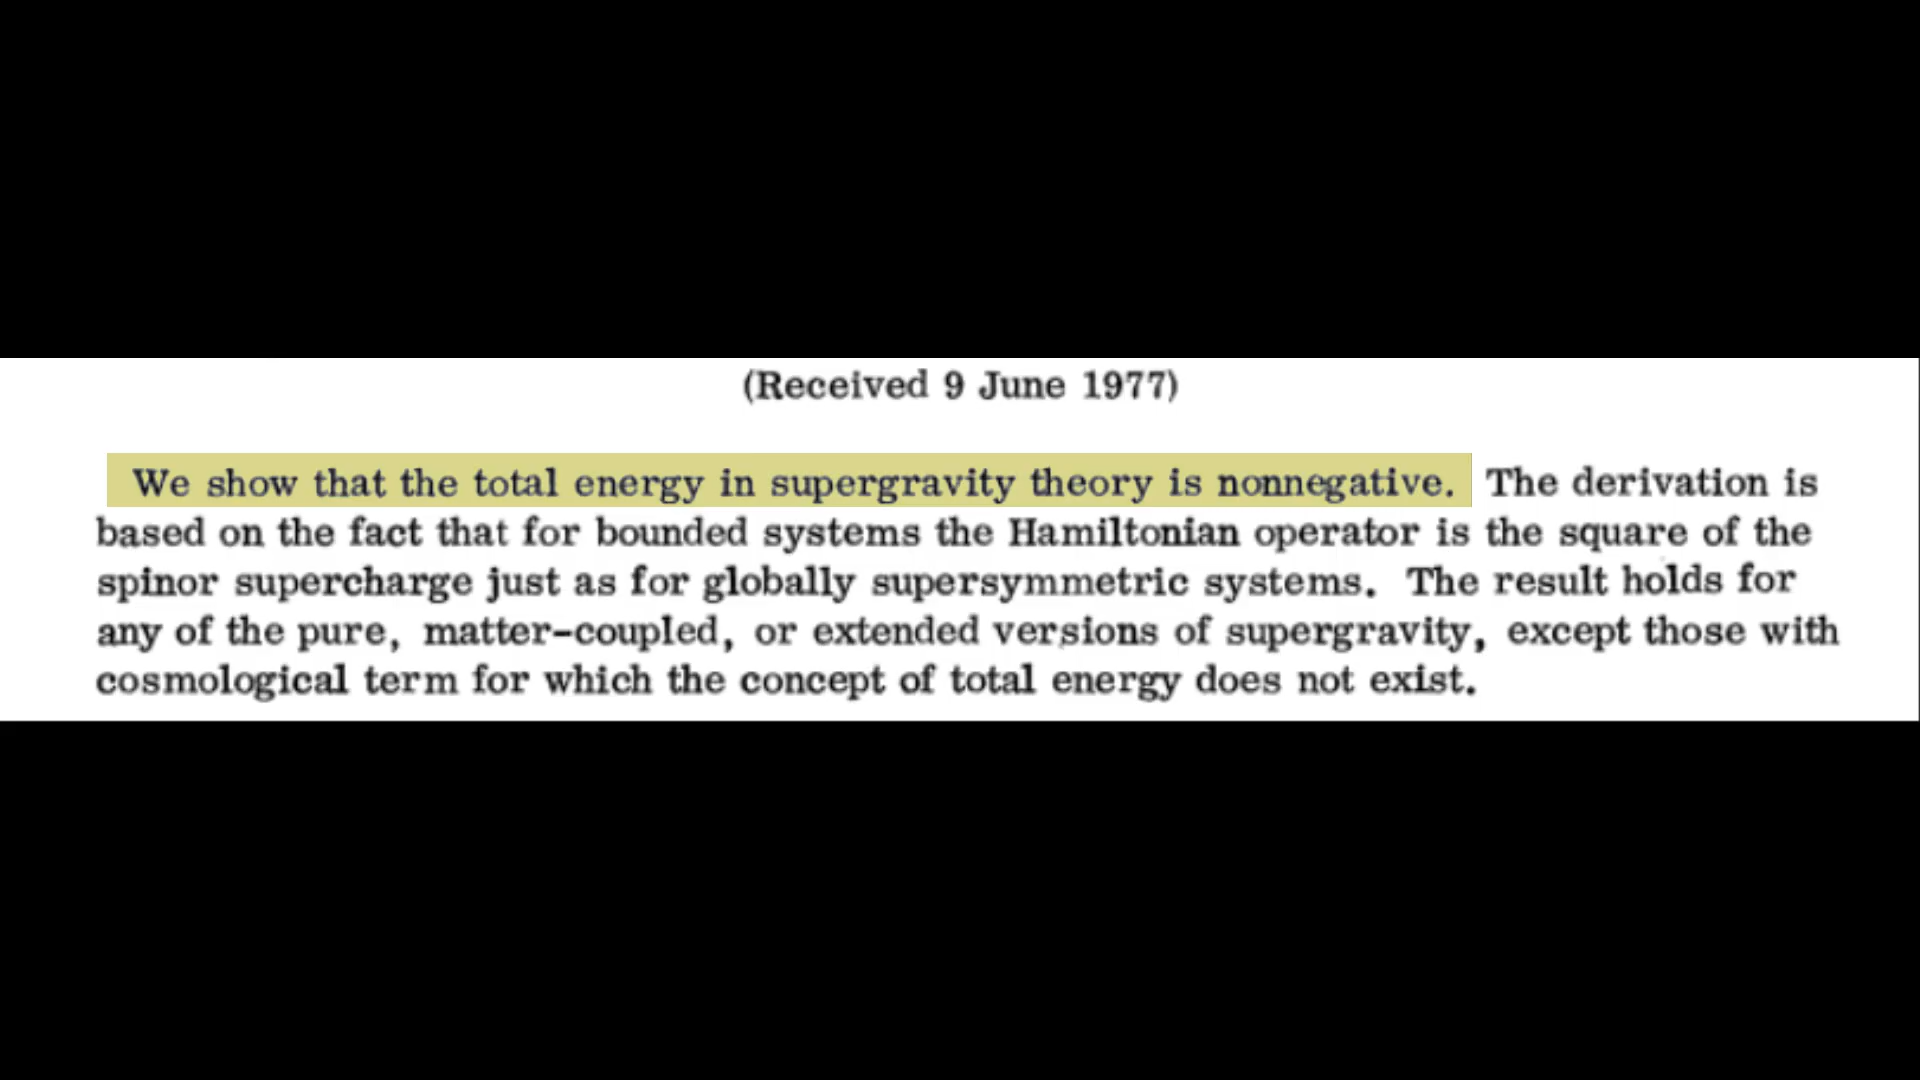 (Received 9 June 1977)
We show that the total energy in supergravity theory is nonnegative. The derivation is
based on the fact that for bounded systems the Hamiltonian operator is the square of the
spinor supercharge just as for globally supersymmetric systems. The result holds for
any of the pure, matter-coupled, or extended versions of supergravity, except those with
cosmological term for which the concept of total energy does not exist.